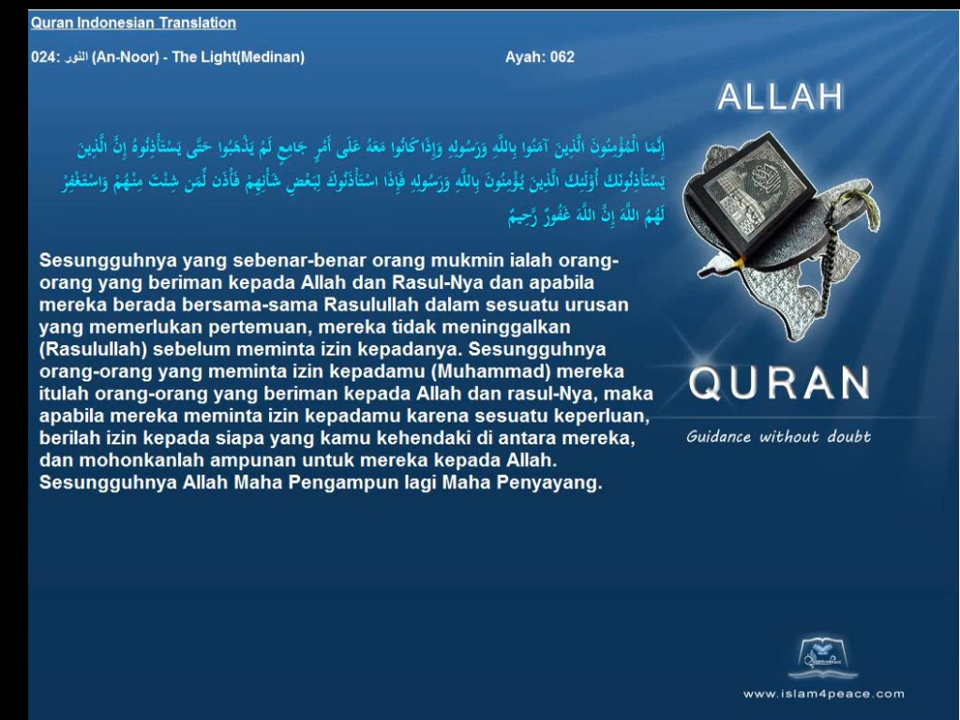 Quran Indonesian Translation
024: النور (An-Noor) - The Light(Medinan)
Ayah: 062
ALLAH
إِنَّمَا الْمُؤْمِنُونَ الَّذِينَ آمَنُوا بِاللَّهِ وَرَسُولِهِ وَإِذَا كَانُوا مَعَهُ عَلَى أَمْرٍ جَامِعٍ لَمْ يَذْهَبُوا حَتَّى يَسْتَأْذِنُوهُ إِنَّ الَّذِينَ
يَسْتَأْذِنُونَكَ أُوْلَئِكَ الَّذِينَ يُؤْمِنُونَ بِاللَّهِ وَرَسُولِهِ فَإِذَا اسْتَأْذَنُوكَ لِبَعْضِ شَأْنِهِمْ فَأْذَن لِّمَن شِئْتَ مِنْهُمْ وَاسْتَغْفِرْ
لَهُمُ اللَّهَ إِنَّ اللَّهَ غَفُورٌ رَّحِيمٌ
Sesungguhnya yang sebenar-benar orang mukmin ialah orang-
orang yang beriman kepada Allah dan Rasul-Nya dan apabila
mereka berada bersama-sama Rasulullah dalam sesuatu urusan
yang memerlukan pertemuan, mereka tidak meninggalkan
(Rasulullah) sebelum meminta izin kepadanya. Sesungguhnya
orang-orang yang meminta izin kepadamu (Muhammad) mereka
itulah orang-orang yang beriman kepada Allah dan rasul-Nya, maka
apabila mereka meminta izin kepadamu karena sesuatu keperluan,
berilah izin kepada siapa yang kamu kehendaki di antara mereka,
dan mohonkanlah ampunan untuk mereka kepada Allah.
Sesungguhnya Allah Maha Pengampun lagi Maha Penyayang.
QURAN
Guidance without doubt
www.islam4peace.com